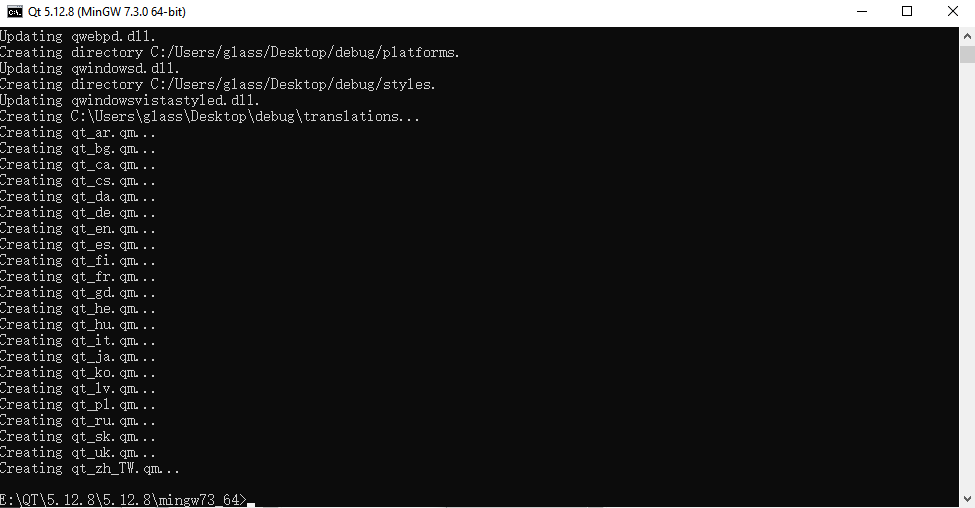 Qt 5.12.8 (MinGW 7.3.0 64-bit)
Updating qwebpd.dll.
Creating directory C:/Users/glass/Desktop/debug/platforms.
Updating qwindowsd.dll.
Creating directory C:/Users/glass/Desktop/debug/styles.
Updating qwindowsvistastyled.dll.
Creating C:\Users\glass\Desktop\debug\translations...
Creating qt_ar.qm...
Creating qt_bg.qm...
Creating qt_ca.qm...
Creating qt_cs.qm...
Creating qt_da.qm...
Creating qt_de.qm...
Creating qt_en.qm...
Creating qt_es.qm...
Creating qt_fi.qm...
Creating qt_fr.qm...
Creating qt_gd.qm...
Creating qt_he.qm...
Creating qt_hu.qm...
Creating qt_it.qm...
Creating qt_ja.qm...
Creating qt_ko.qm...
Creating qt_lv.qm...
Creating qt_pl.qm...
Creating qt_ru.qm...
Creating qt_sk.qm...
Creating qt_uk.qm...
Creating qt_zh_TW.qm...
E:\QT\5.12.8\5.12.8\mingw73_64>